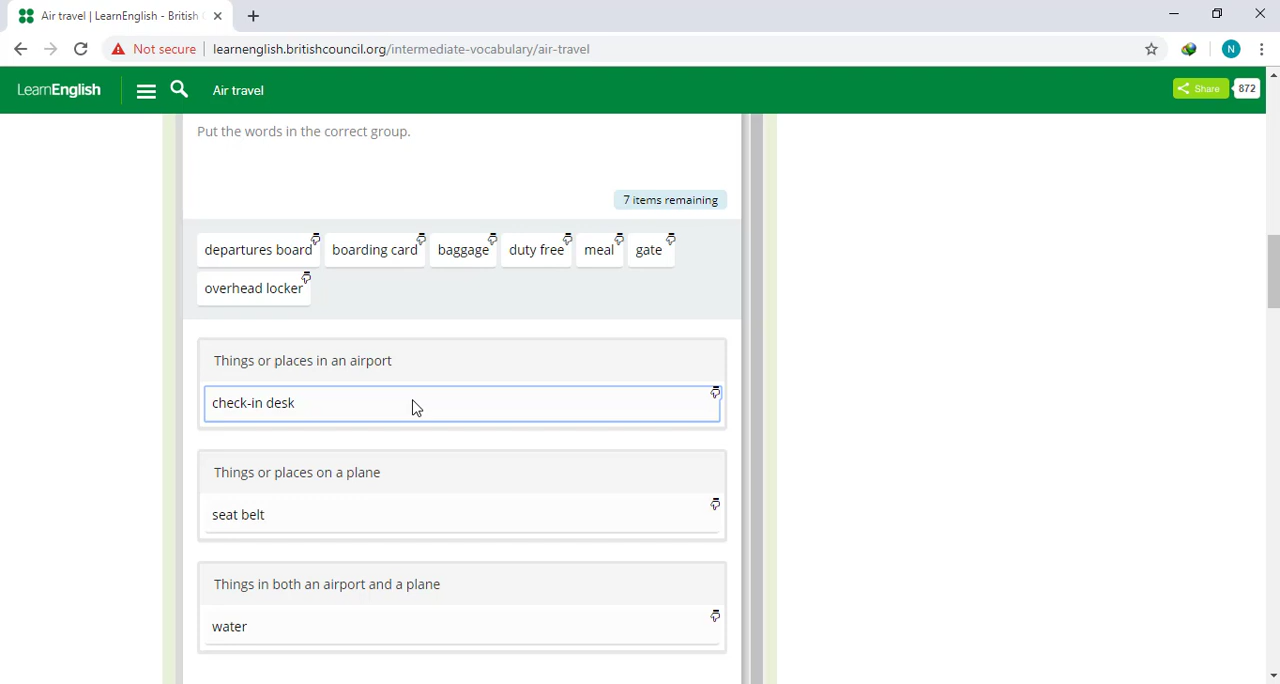 Air travel | LearnEnglish - British C
Not secure
learnenglish.britishcouncil.org/intermediate-vocabulary/air-travel
N
LearnEnglish
Air travel
Share
872
Put the words in the correct group.
7 items remaining
departures board
boarding card
baggage
duty free
meal
gate
overhead locker
Things or places in an airport
check-in desk
Things or places on a plane
seat belt
Things in both an airport and a plane
water